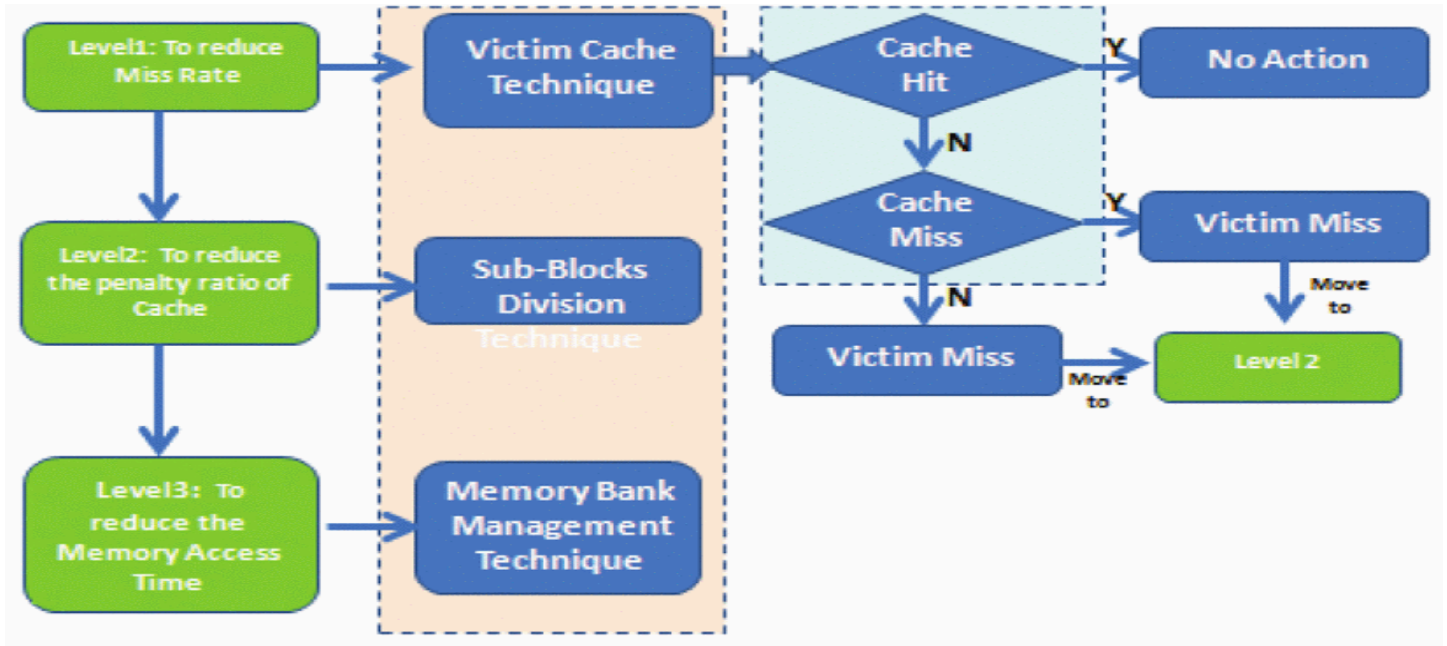 Level1: To reduce
Miss Rate
Victim Cache
Technique
Cache
Hit
Y
No Action
N
Level2: To reduce
the penalty ratio of
Cache
Sub-Blocks
Division
Technique
Cache
Miss
Y
Victim Miss
N
Move
to
Victim Miss
Move
to
Level 2
Level3: To
reduce the
Memory Access
Time
Memory Bank
Management
Technique